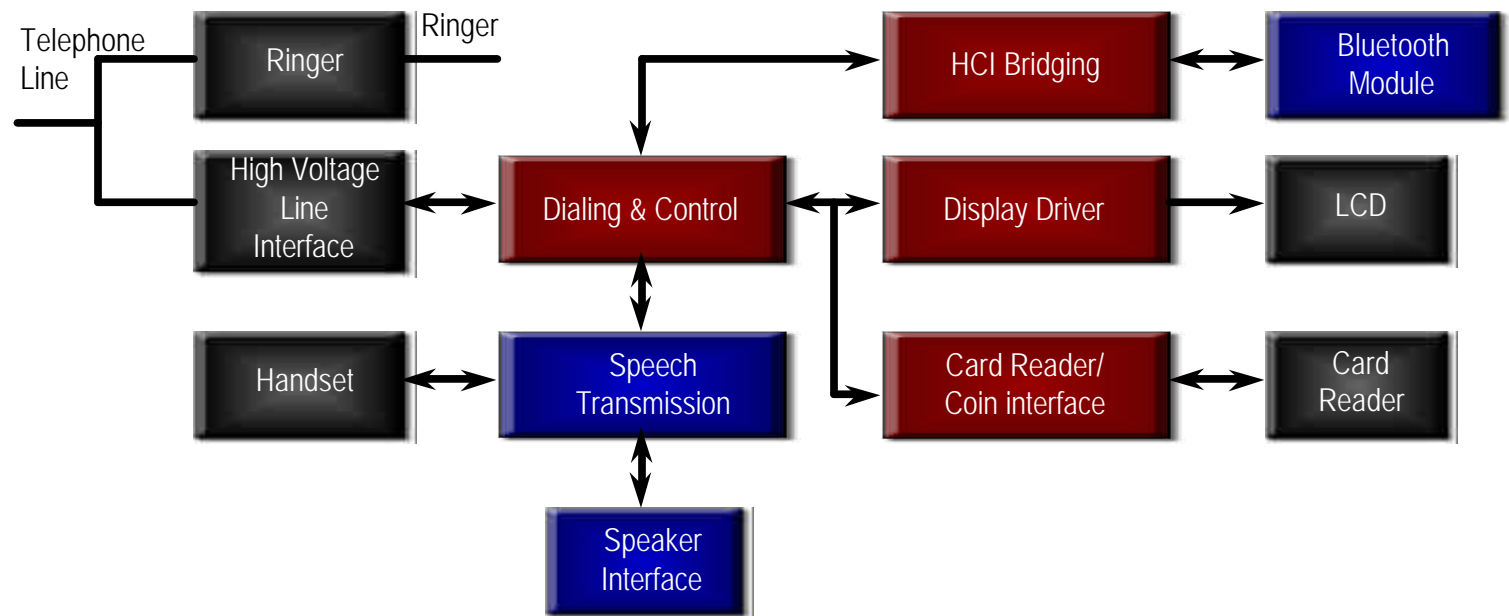 Telephone
Line
Ringer
Ringer
HCI Bridging
Bluetooth
Module
High Voltage
Line
Interface
Dialing & Control
Display Driver
LCD
Handset
Speech
Transmission
Card Reader/
Coin interface
Card
Reader
Speaker
Interface